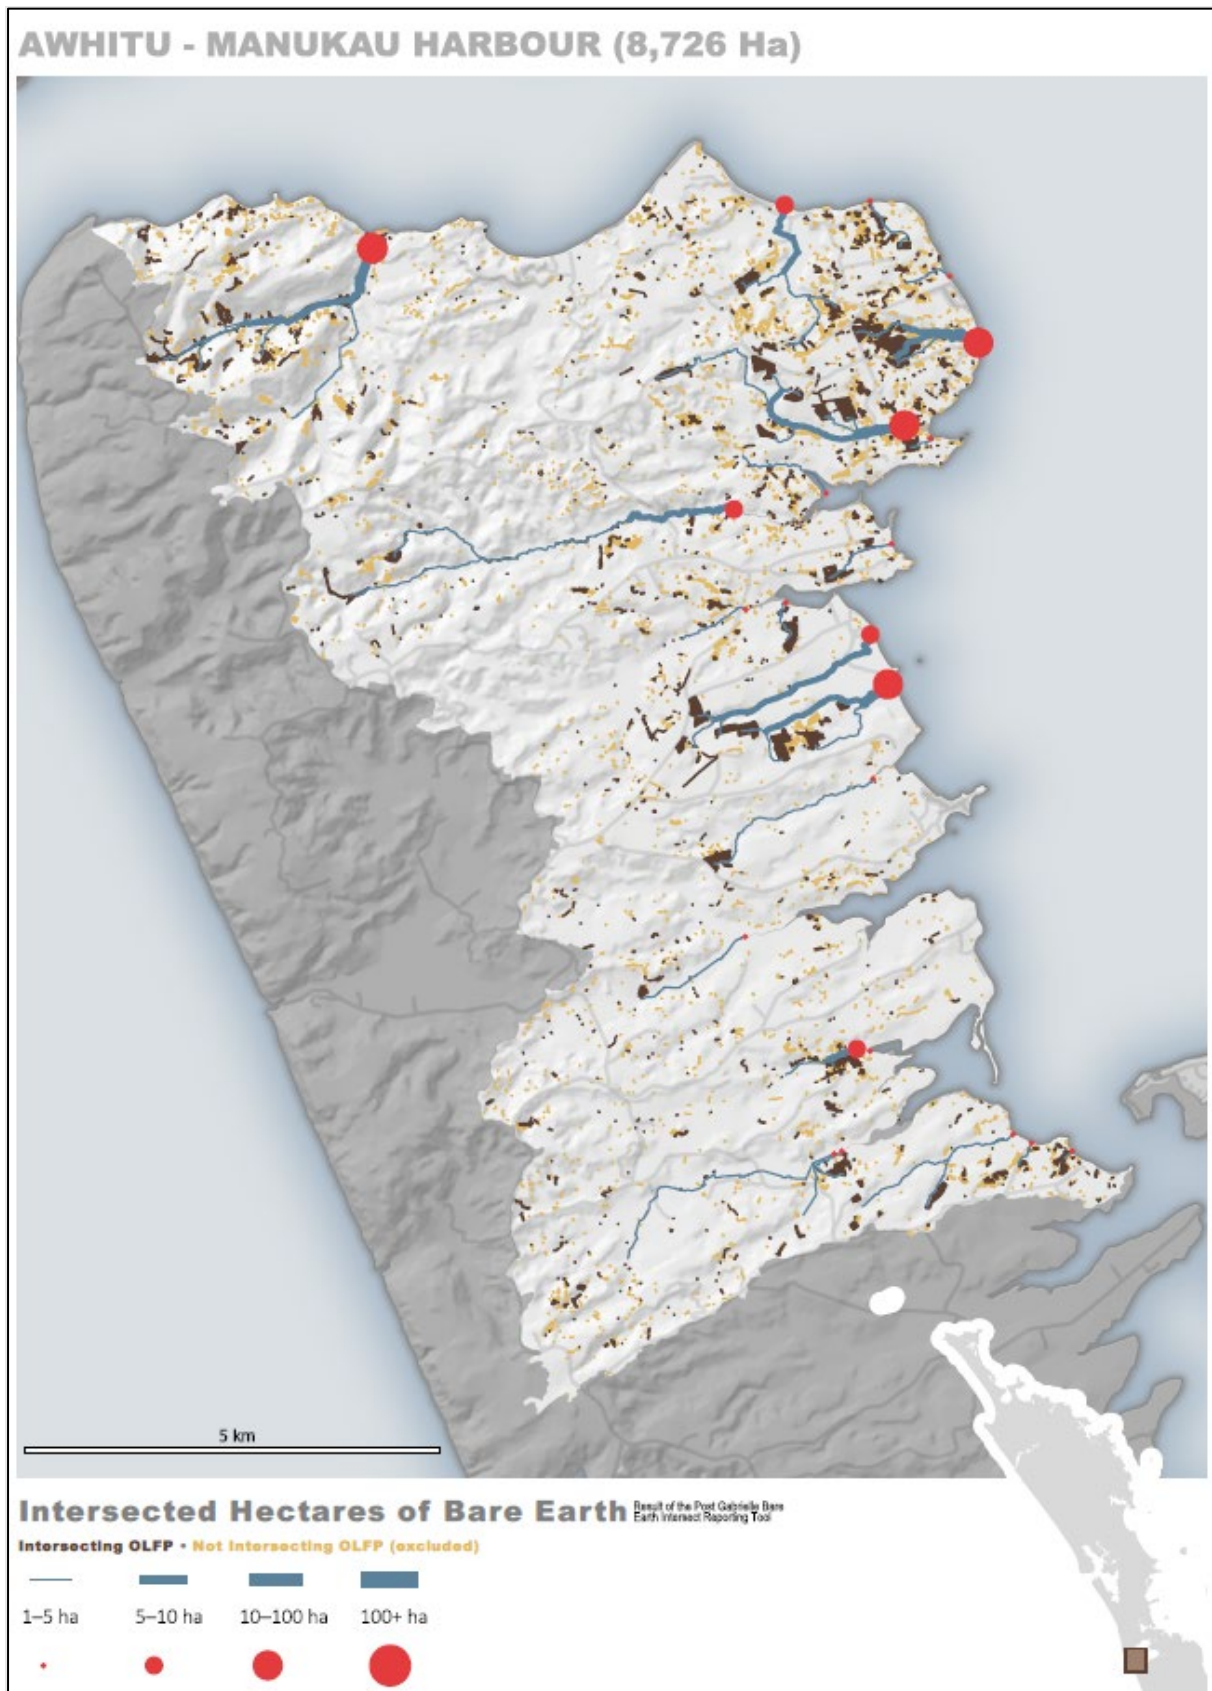 AWHITU - MANUKAU HARBOUR (8,726 Ha)
5 km
Intersected Hectares of Bare Earth
Result of the Post Gabrielle Bare
Earth Intersect Reporting Tool
Intersecting OLFP • Not Intersecting OLFP (excluded)
1–5 ha 5–10 ha 10–100 ha 100+ ha